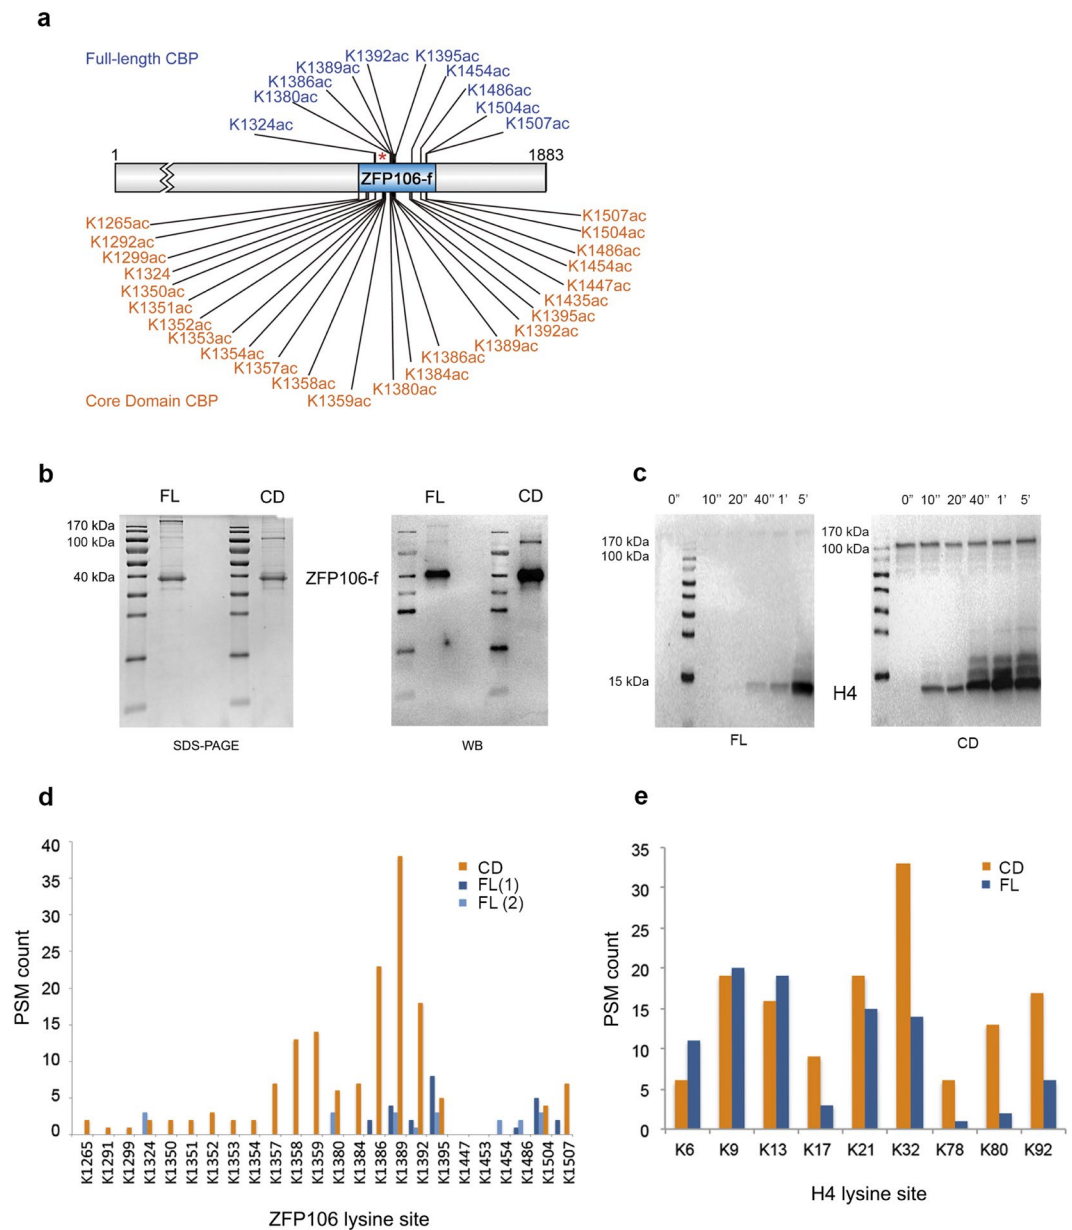 a
Full-length CBP
K1392ac
K1395ac
K1389ac
K1454ac
K1386ac
K1486ac
K1380ac
K1504ac
K1324ac
K1507ac
1
*
1883
ZFP106-f
K1265ac
K1292ac
K1299ac
K1324
K1350ac
K1351ac
K1352ac
K1353ac
K1354ac
K1357ac
K1358ac
K1359ac
K1380ac
K1384ac
K1386ac
K1389ac
K1392ac
K1395ac
K1435ac
K1447ac
K1454ac
K1486ac
K1504ac
K1507ac
Core Domain CBP
b
FL CD
170 kDa
100 kDa
40 kDa
SDS-PAGE
ZFP106-f
FL CD
WB
c
0” 10” 20” 40” 1’ 5’
170 kDa
100 kDa
15 kDa
FL
H4
0” 10” 20” 40” 1’ 5’
170 kDa
100 kDa
CD
d
PSM count
40
35
30
25
20
15
10
5
0
CD
FL(1)
FL (2)
K1265 K1291 K1299 K1324 K1350 K1351 K1352 K1353 K1354 K1357 K1358 K1359 K1380 K1384 K1386 K1389 K1392 K1395 K1447 K1453 K1454 K1486 K1504 K1507
ZFP106 lysine site
e
PSM count
35
30
25
20
15
10
5
0
CD
FL
K6 K9 K13 K17 K21 K32 K78 K80 K92
H4 lysine site